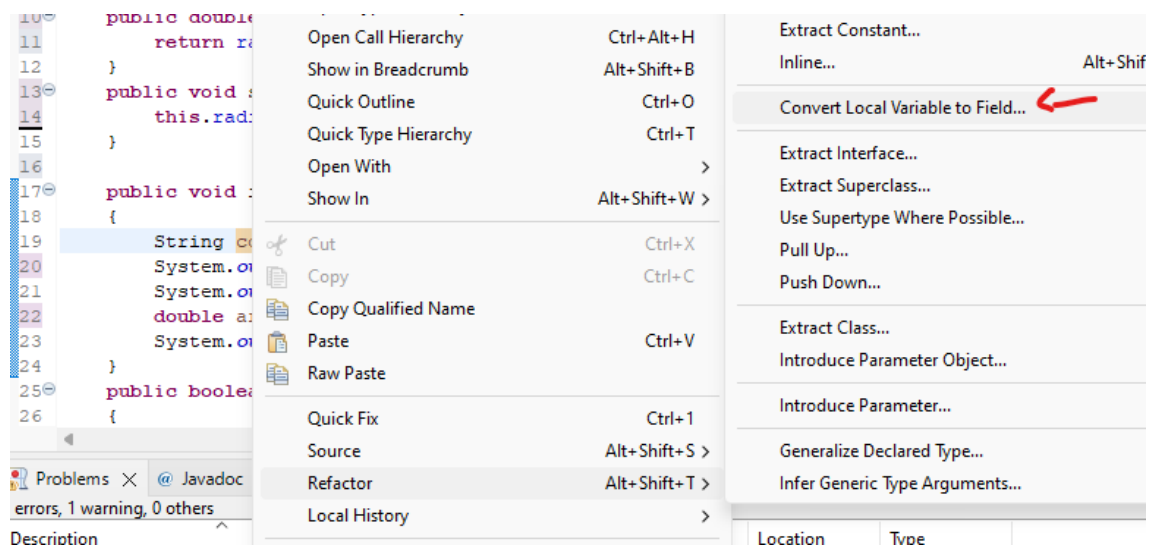 10 public double
11 return ra
12 }
13 public void s
14 this.radi
15 }
16
17 public void i
18 {
19 String co
20 System.ou
21 System.ou
22 double ar
23 System.ou
24 }
25 public boolea
26 {
Problems @ Javadoc
errors, 1 warning, 0 others
Description
Open Call Hierarchy Ctrl+Alt+H
Show in Breadcrumb Alt+Shift+B
Quick Outline Ctrl+O
Quick Type Hierarchy Ctrl+T
Open With
Show In Alt+Shift+W
Cut Ctrl+X
Copy Ctrl+C
Copy Qualified Name
Paste Ctrl+V
Raw Paste
Quick Fix Ctrl+1
Source Alt+Shift+S
Refactor Alt+Shift+T
Local History
Extract Constant...
Inline... Alt+Shif
Convert Local Variable to Field...
Extract Interface...
Extract Superclass...
Use Supertype Where Possible...
Pull Up...
Push Down...
Extract Class...
Introduce Parameter Object...
Introduce Parameter...
Generalize Declared Type...
Infer Generic Type Arguments...
Location Type